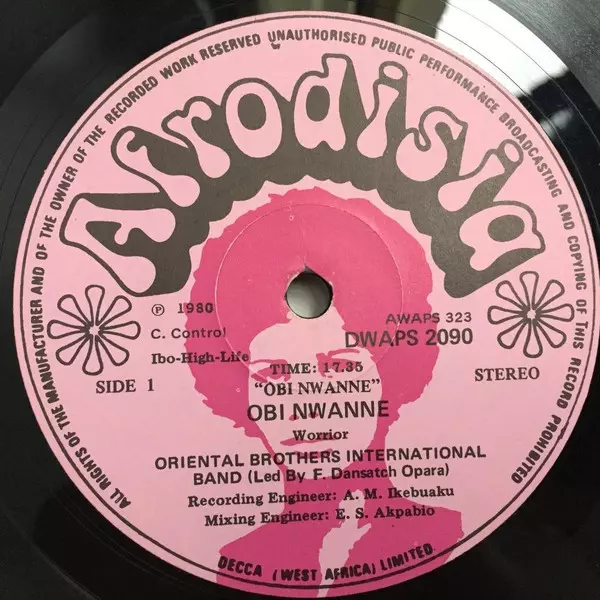 ALL RIGHTS OF THE MANUFACTURER AND OF THE OWNER OF THE RECORDED WORK RESERVED UNAUTHORISED PUBLIC PERFORMANCE BROADCASTING AND COPYING OF THIS RECORD PROHIBITED
Afrodisia
℗ 1980
AWAPS 323
C. Control
DWAPS 2090
Ibo-High-Life
TIME: 17.35
SIDE 1
"OBI NWANNE"
STEREO
OBI NWANNE
Worrior
ORIENTAL BROTHERS INTERNATIONAL
BAND (Led By F. Dansatch Opara)
Recording Engineer: A. M. Ikebuaku
Mixing Engineer: E. S. Akpabio
DECCA (WEST AFRICA) LIMITED